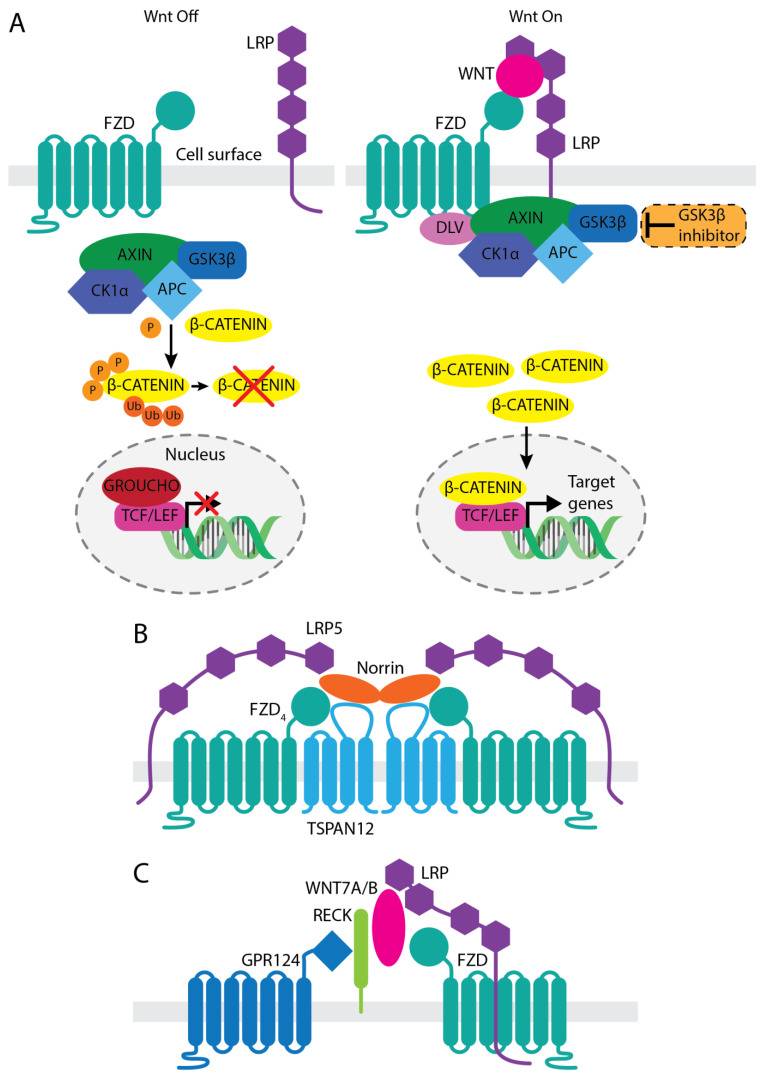 A
Wnt Off
LRP
FZD
Cell surface
AXIN
GSK3β
CK1α
APC
P
β-CATENIN
P
P
P
β-CATENIN
β-CATENIN
Ub
Ub
Ub
Nucleus
GROUCHO
TCF/LEF
Wnt On
WNT
FZD
LRP
DLV
AXIN
GSK3β
GSK3β
inhibitor
CK1α
APC
β-CATENIN
β-CATENIN
β-CATENIN
β-CATENIN
Target
genes
TCF/LEF
B
LRP5
Norrin
FZD4
TSPAN12
C
LRP
WNT7A/B
RECK
GPR124
FZD